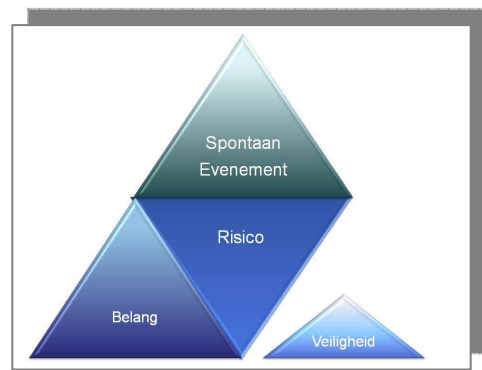 Spontaan
Evenement
Risico
Belang
Veiligheid